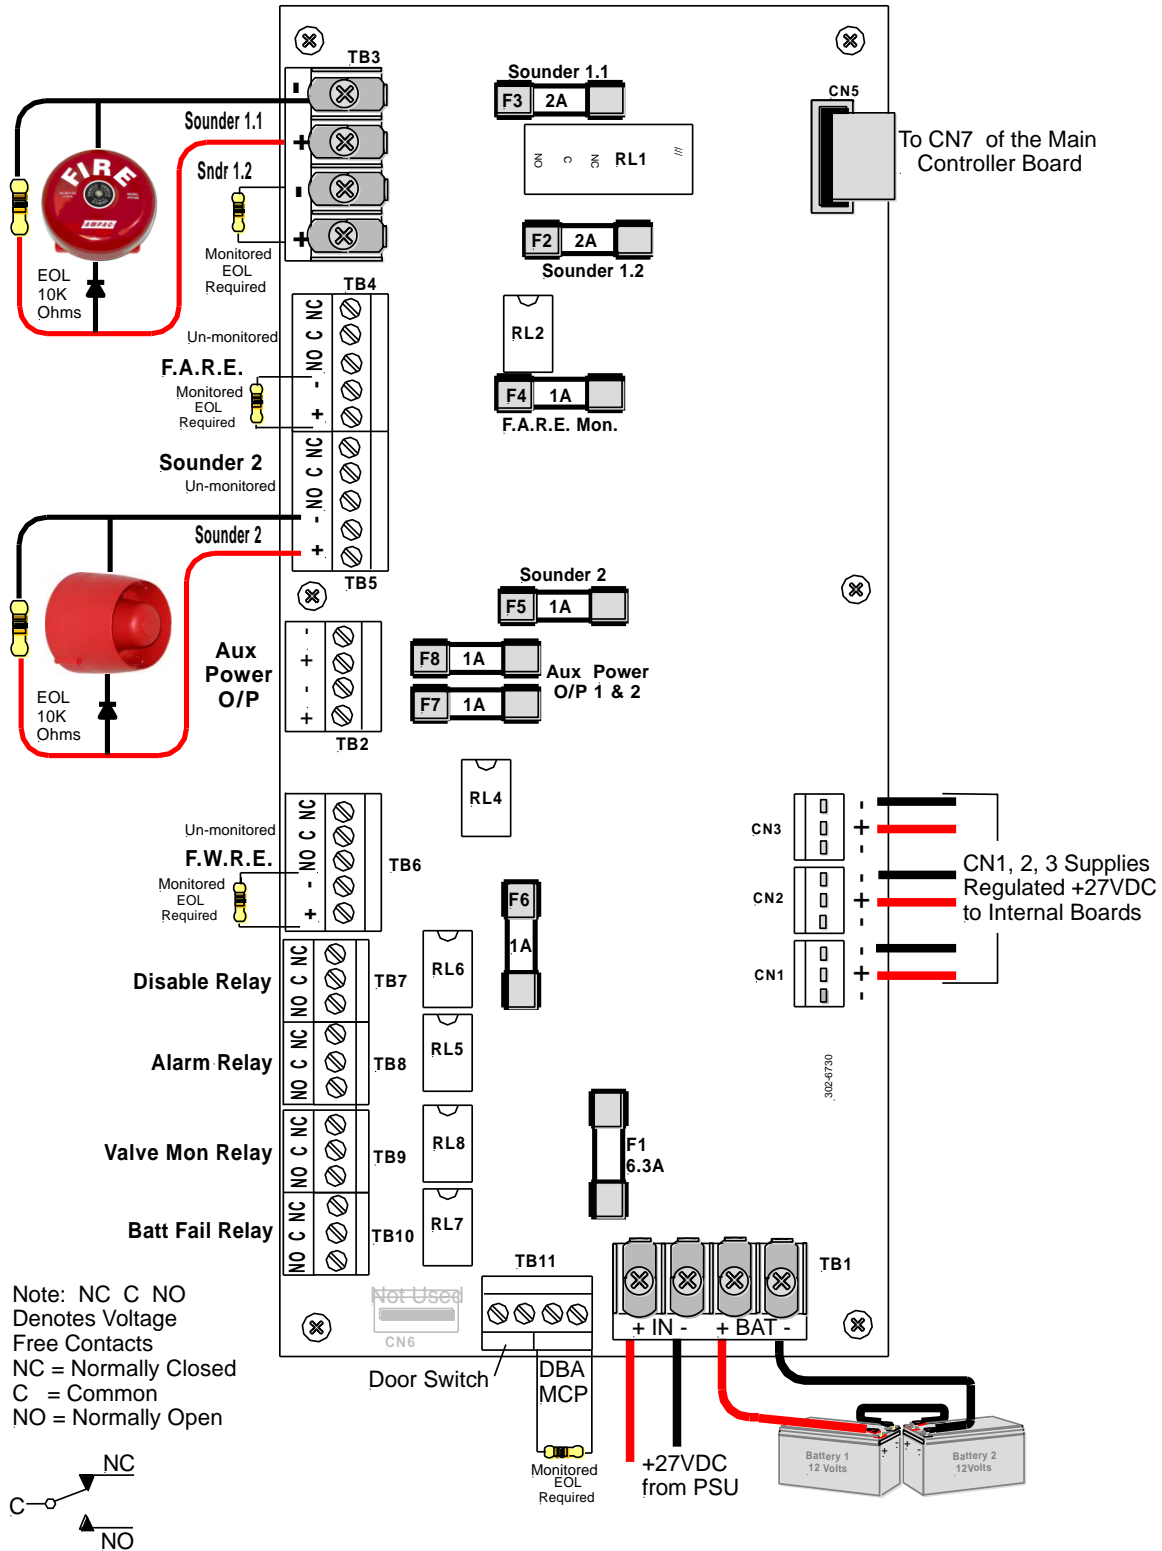 TB3
Sounder 1.1
F3 2A
CN5
Sounder 1.1
NO C NC RL1 ///
To CN7 of the Main
Controller Board
Sndr 1.2
FIRE
AMPAC
F2 2A
Sounder 1.2
Monitored
EOL
Required
EOL
10K
Ohms
- + - +
TB4
NO C NC
- +
Un-monitored
RL2
F.A.R.E.
Monitored
EOL
Required
F4 1A
F.A.R.E. Mon.
NO C NC
- +
Sounder 2
Un-monitored
Sounder 2
TB5
Sounder 2
F5 1A
Aux
Power
O/P
- + - +
F8 1A
F7 1A
Aux Power
O/P 1 & 2
EOL
10K
Ohms
TB2
RL4
NO C NC
- +
Un-monitored
F.W.R.E.
TB6
Monitored
EOL
Required
F6
1A
CN3
- + -
CN2
- + -
CN1
- + -
CN1, 2, 3 Supplies
Regulated +27VDC
to Internal Boards
Disable Relay
NO C NC
TB7
RL6
Alarm Relay
NO C NC
TB8
RL5
302-6730
Valve Mon Relay
NO C NC
TB9
RL8
F1
6.3A
Batt Fail Relay
NO C NC
TB10
RL7
TB11
TB1
Not Used
CN6
+ IN - + BAT -
Note: NC C NO
Denotes Voltage
Free Contacts
NC = Normally Closed
C = Common
NO = Normally Open
Door Switch
DBA
MCP
Monitored
EOL
Required
+27VDC
from PSU
Battery 1
12 Volts
+ -
Battery 2
12Volts
+ -
NC
C
NO